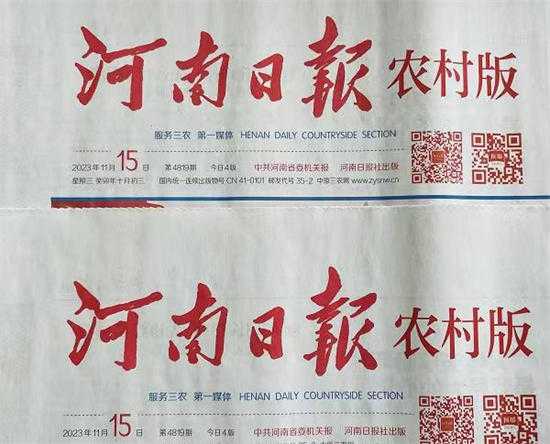 河南日報 农村版
服务三农 第一媒体 HENAN DAILY COUNTRYSIDE SECTION
2023年11月15日 第4819期 今日4版 中共河南省委机关报 河南日报社出版
星期三 癸卯年十月初三 国内统一连续出版物号 CN 41-0101 邮发代号 35-2 中原三农网 www.zysnw.cn
河南日報 农村版
服务三农 第一媒体 HENAN DAILY COUNTRYSIDE SECTION
2023年11月15日 第4819期 今日4版 中共河南省委机关报 河南日报社出版